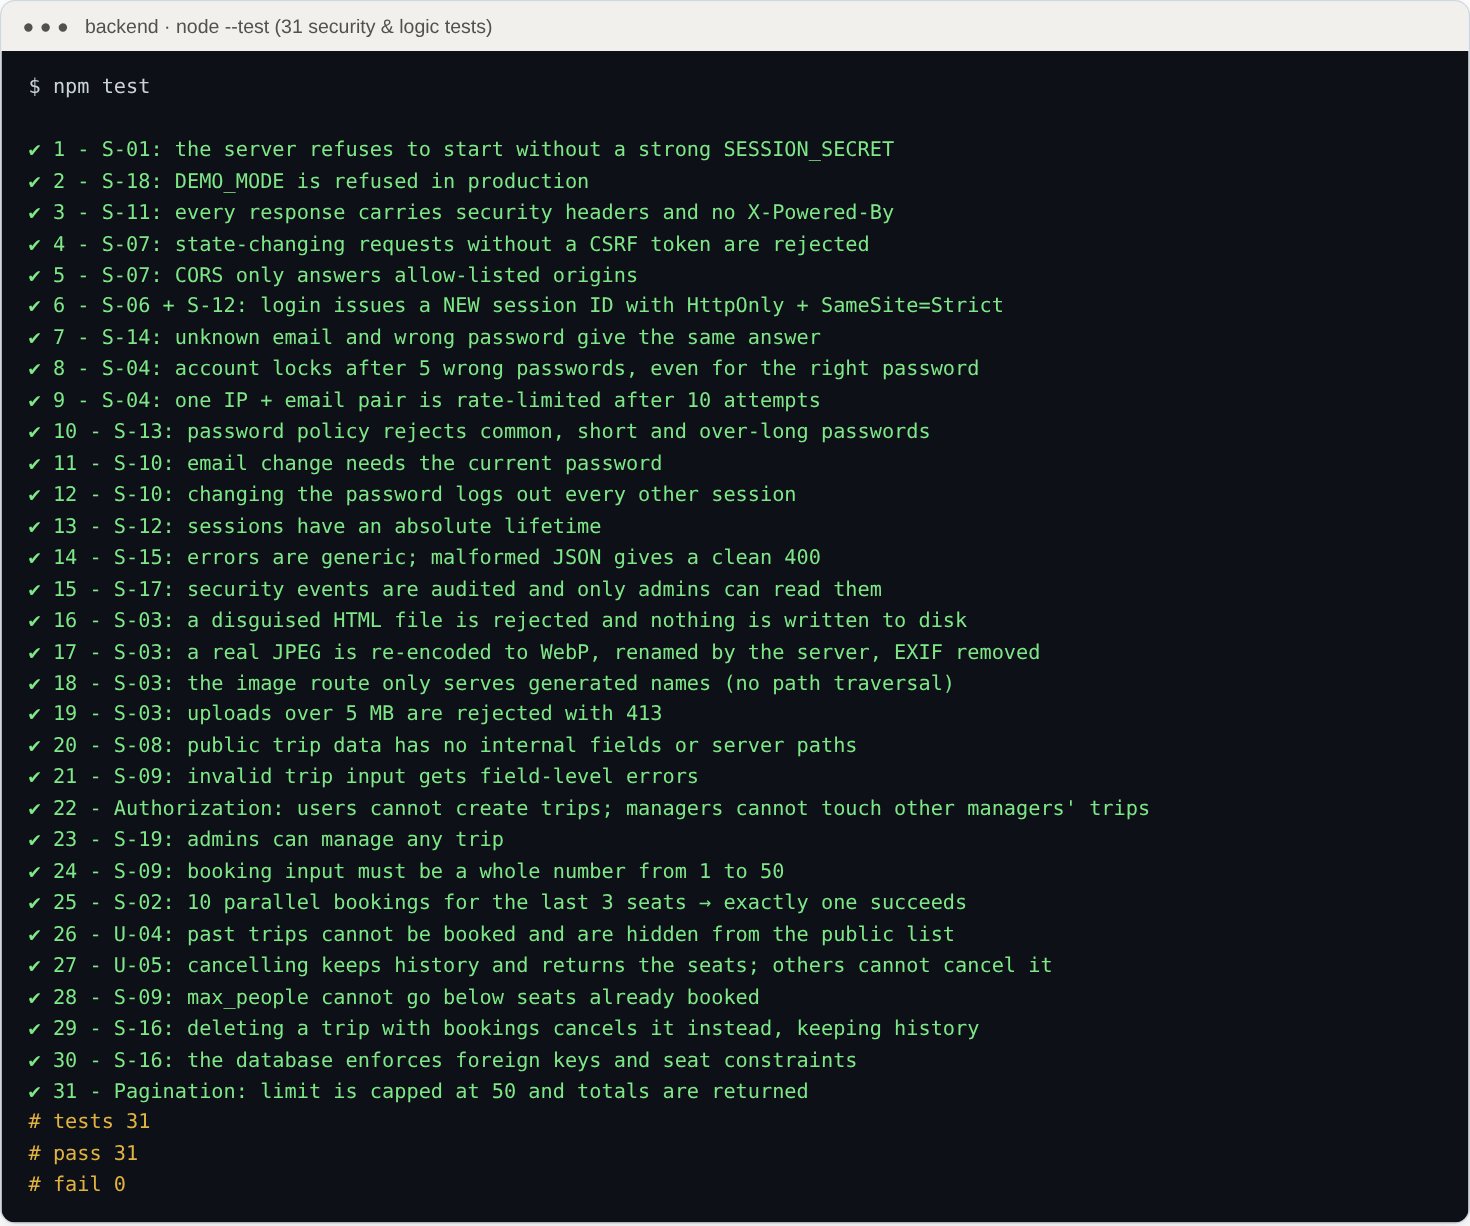 backend · node --test (31 security & logic tests)
$ npm test
✔ 1 - S-01: the server refuses to start without a strong SESSION_SECRET
✔ 2 - S-18: DEMO_MODE is refused in production
✔ 3 - S-11: every response carries security headers and no X-Powered-By
✔ 4 - S-07: state-changing requests without a CSRF token are rejected
✔ 5 - S-07: CORS only answers allow-listed origins
✔ 6 - S-06 + S-12: login issues a NEW session ID with HttpOnly + SameSite=Strict
✔ 7 - S-14: unknown email and wrong password give the same answer
✔ 8 - S-04: account locks after 5 wrong passwords, even for the right password
✔ 9 - S-04: one IP + email pair is rate-limited after 10 attempts
✔ 10 - S-13: password policy rejects common, short and over-long passwords
✔ 11 - S-10: email change needs the current password
✔ 12 - S-10: changing the password logs out every other session
✔ 13 - S-12: sessions have an absolute lifetime
✔ 14 - S-15: errors are generic; malformed JSON gives a clean 400
✔ 15 - S-17: security events are audited and only admins can read them
✔ 16 - S-03: a disguised HTML file is rejected and nothing is written to disk
✔ 17 - S-03: a real JPEG is re-encoded to WebP, renamed by the server, EXIF removed
✔ 18 - S-03: the image route only serves generated names (no path traversal)
✔ 19 - S-03: uploads over 5 MB are rejected with 413
✔ 20 - S-08: public trip data has no internal fields or server paths
✔ 21 - S-09: invalid trip input gets field-level errors
✔ 22 - Authorization: users cannot create trips; managers cannot touch other managers' trips
✔ 23 - S-19: admins can manage any trip
✔ 24 - S-09: booking input must be a whole number from 1 to 50
✔ 25 - S-02: 10 parallel bookings for the last 3 seats → exactly one succeeds
✔ 26 - U-04: past trips cannot be booked and are hidden from the public list
✔ 27 - U-05: cancelling keeps history and returns the seats; others cannot cancel it
✔ 28 - S-09: max_people cannot go below seats already booked
✔ 29 - S-16: deleting a trip with bookings cancels it instead, keeping history
✔ 30 - S-16: the database enforces foreign keys and seat constraints
✔ 31 - Pagination: limit is capped at 50 and totals are returned
# tests 31
# pass 31
# fail 0